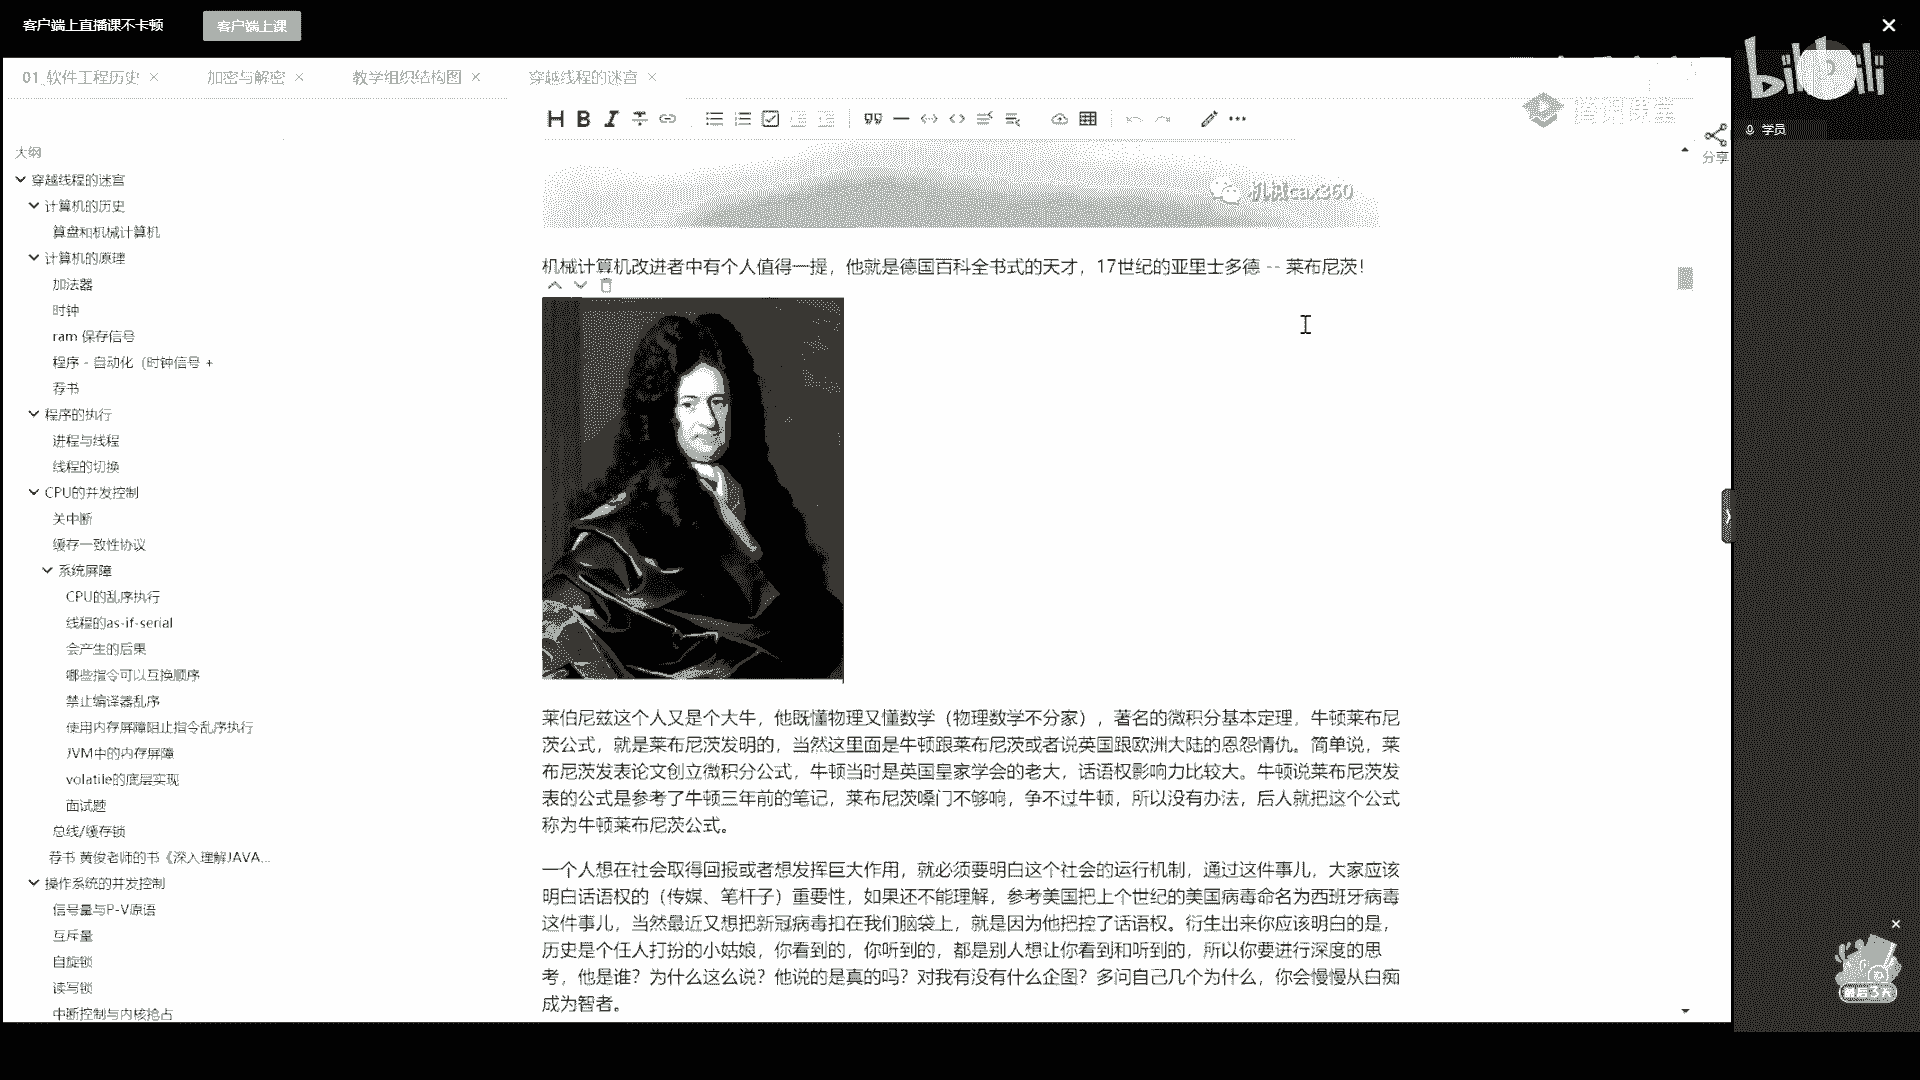 客户端上直播课不卡顿
客户端上课
01_软件工程历史
加密与解密
教学组织结构图
穿越线程的迷宫
bilibili
学员
分享
腾讯课堂
大纲
穿越线程的迷宫
计算机的历史
算盘和机械计算机
计算机的原理
加法器
时钟
ram 保存信号
程序 - 自动化（时钟信号 +
荐书
程序的执行
进程与线程
线程的切换
CPU的并发控制
关中断
缓存一致性协议
系统屏障
CPU的乱序执行
线程的as-if-serial
会产生的后果
哪些指令可以互换顺序
禁止编译器乱序
使用内存屏障阻止指令乱序执行
JVM中的内存屏障
volatile的底层实现
面试题
总线/缓存锁
荐书 黄俊老师的书《深入理解JAVA...
操作系统的并发控制
信号量与P-V原语
互斥量
自旋锁
读写锁
中断控制与内核抢占
机械cax360
机械计算机改进者中有个人值得一提，他就是德国百科全书式的天才，17世纪的亚里士多德 -- 莱布尼茨！
莱伯尼兹这个人又是个大牛，他既懂物理又懂数学（物理数学不分家），著名的微积分基本定理，牛顿莱布尼
茨公式，就是莱布尼茨发明的，当然这里面是牛顿跟莱布尼茨或者说英国跟欧洲大陆的恩怨情仇。简单说，莱
布尼茨发表论文创立微积分公式，牛顿当时是英国皇家学会的老大，话语权影响力比较大。牛顿说莱布尼茨发
表的公式是参考了牛顿三年前的笔记，莱布尼茨嗓门不够响，争不过牛顿，所以没有办法，后人就把这个公式
称为牛顿莱布尼茨公式。
一个人想在社会取得回报或者想发挥巨大作用，就必须要明白这个社会的运行机制，通过这件事儿，大家应该
明白话语权的（传媒、笔杆子）重要性，如果还不能理解，参考美国把上个世纪的美国病毒命名为西班牙病毒
这件事儿，当然最近又想把新冠病毒扣在我们脑袋上，就是因为他把控了话语权。衍生出来你应该明白的是，
历史是个任人打扮的小姑娘，你看到的，你听到的，都是别人想让你看到和听到的，所以你要进行深度的思
考，他是谁？为什么这么说？他说的是真的吗？对我有没有什么企图？多问自己几个为什么，你会慢慢从白痴
成为智者。
最后3天